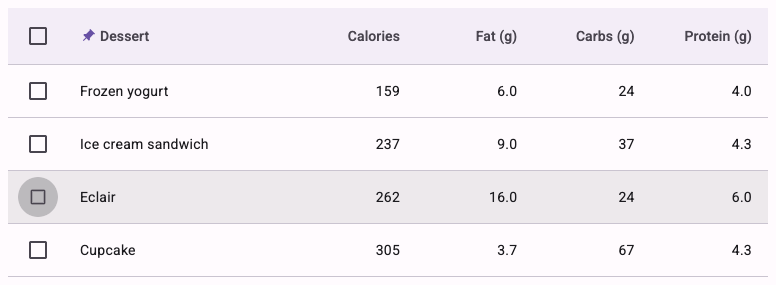 Dessert Calories Fat (g) Carbs (g) Protein (g)
Frozen yogurt 159 6.0 24 4.0
Ice cream sandwich 237 9.0 37 4.3
Eclair 262 16.0 24 6.0
Cupcake 305 3.7 67 4.3